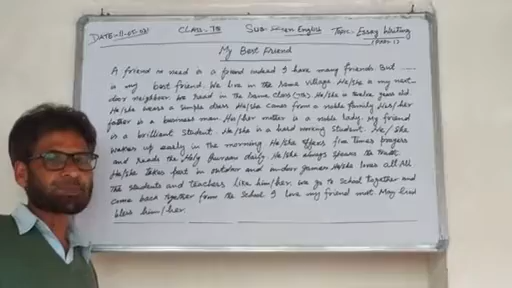 CLASS-7B English Topic:- Essay Writing
(Part-1)
My Best Friend
A friend in need is a friend indeed I have many friends. But ......
is my best friend. We live in the same village. He/she is my next
door neighbour We Read in the same class (7B) He/she is twelve years old.
He/she wears a simple dress He/she comes from a noble family His/her
father is a business man. His/her mother is a noble lady. My friend
is a brilliant student. He/she is a hard working student. He/she
wakes up early in the morning He/she offers five times prayers
and reads the Holy Quraan daily He/she always speaks the truth.
He/she takes part in outdoor and in-door games He/she loves all All
the students and teachers like him/her. We go to school together and
come back together from the school I love my friend most May God
bless him/her.